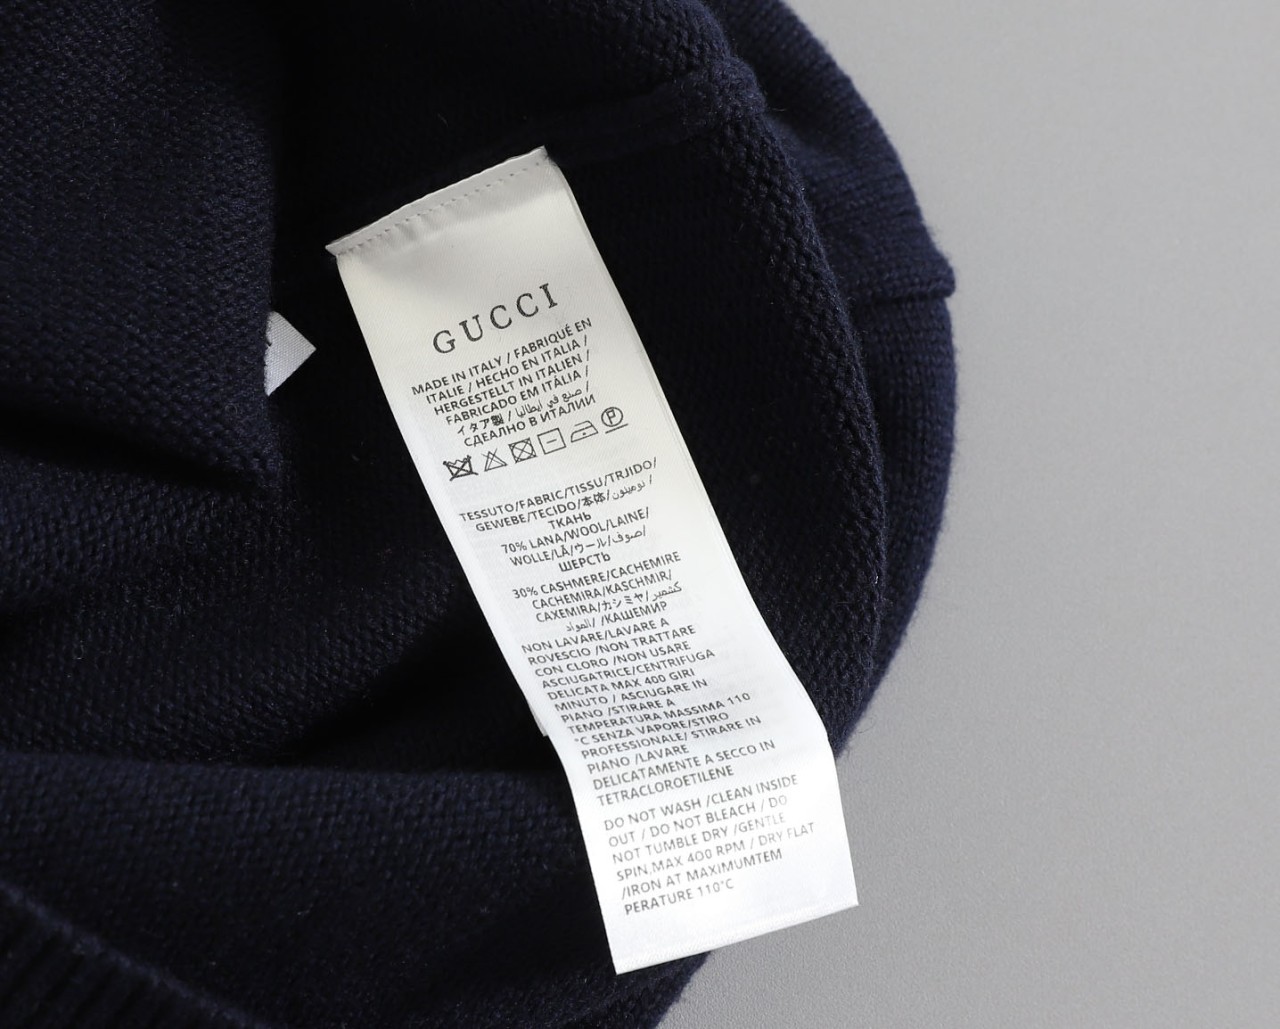 GUCCI
MADE IN ITALY / FABRIQUÉ EN
ITALIE / HECHO EN ITALIA /
HERGESTELLT IN ITALIEN /
FABRICADO EM ITÁLIA /
イタア製 / صنع في إيطاليا /
СДЕАЛНО В ИТАЛИИ
P
TESSUTO/FABRIC/TISSU/TRJIDO/
GEWEBE/TECIDO/本体/نوميلون /
ТКАНЬ
70% LANA/WOOL/LAINE/
WOLLE/LÂ/ウール/صوف/
ШЕРСТЬ
30% CASHMERE/CACHEMIRE
CACHEMIRA/KASCHMIR/
CAXEMIRA/カシミヤ/كشمير
المواد/ /КАШЕМИР
NON LAVARE/LAVARE A
ROVESCIO /NON TRATTARE
CON CLORO /NON USARE
ASCIUGATRICE/CENTRIFUGA
DELICATA MAX 400 GIRI
MINUTO / ASCIUGARE IN
PIANO /STIRARE A
TEMPERATURA MASSIMA 110
°C SENZA VAPORE/STIRO
PROFESSIONALE/ STIRARE IN
PIANO /LAVARE
DELICATAMENTE A SECCO IN
TETRACLOROETILENE
DO NOT WASH /CLEAN INSIDE
OUT / DO NOT BLEACH / DO
NOT TUMBLE DRY /GENTLE
SPIN,MAX 400 RPM / DRY FLAT
/IRON AT MAXIMUMTEM
PERATURE 110°C